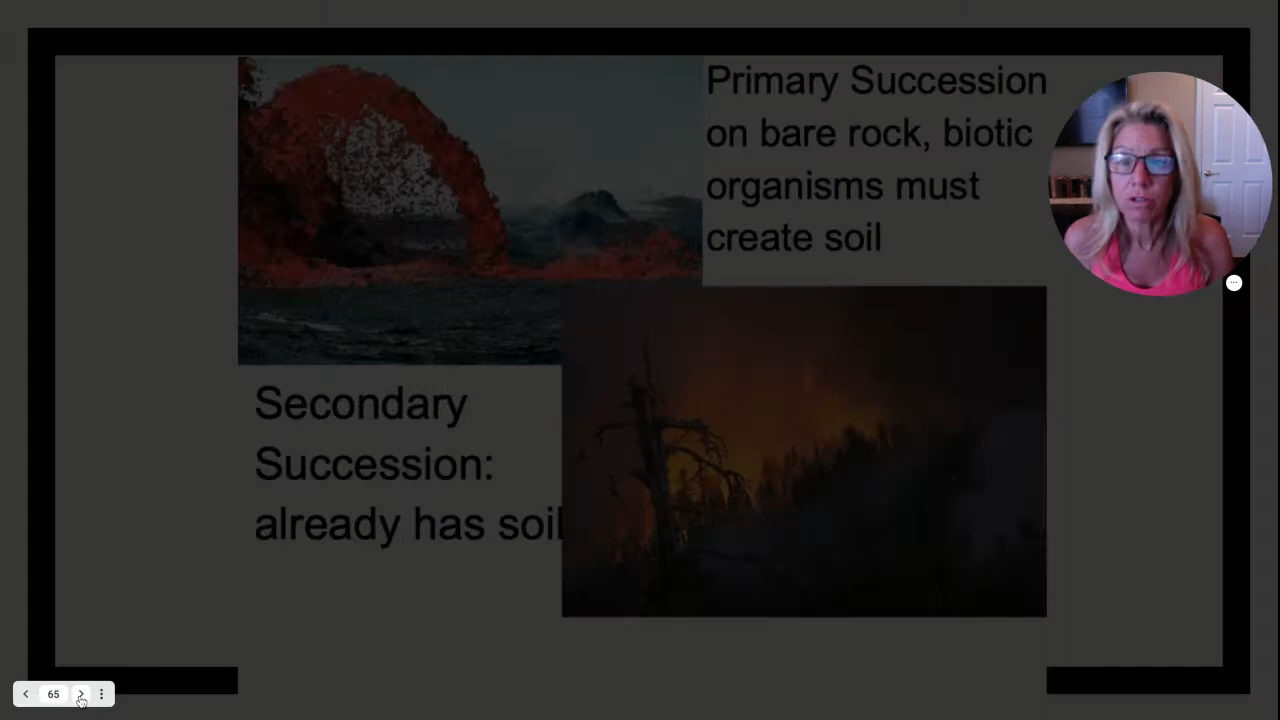 Primary Succession
on bare rock, biotic
organisms must
create soil
Secondary
Succession:
already has soil
65